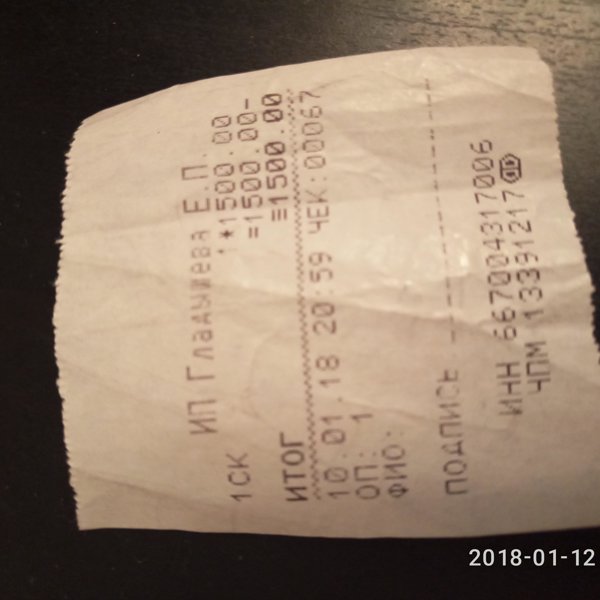 ИП Гладышева Е.П.
*1500.00
1СК =1500.00-
ИТОГ ≡1500.00
10.01.18 20:59 ЧЕК:00067
ОП: 1
ФИО:
ПОДПИСЬ
ИНН 667004317006
ЧПМ 13391217
2018-01-12